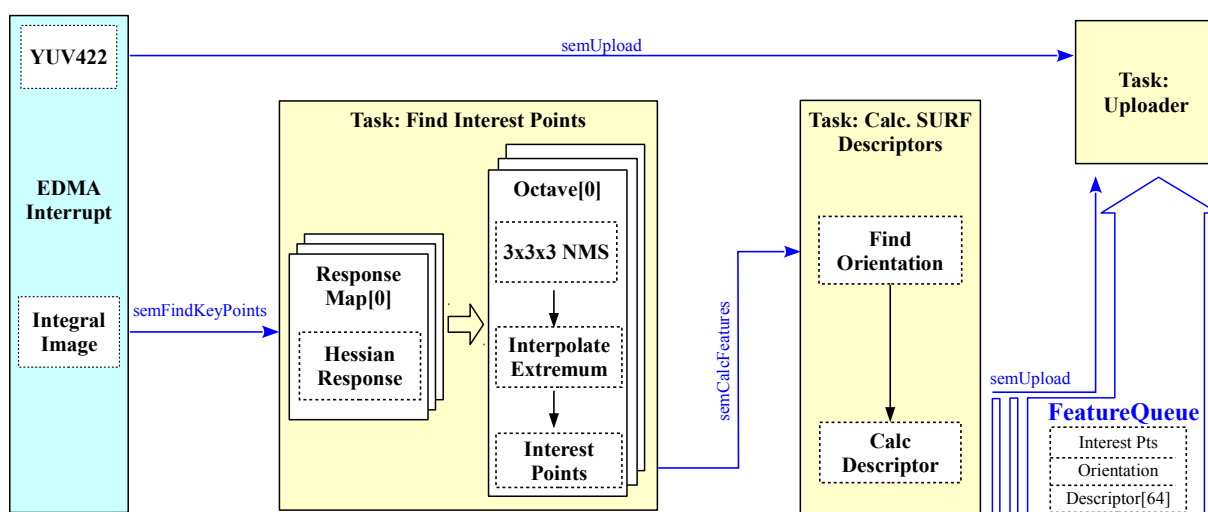 YUV422
semUpload
Task:
Uploader
EDMA
Interrupt
Integral
Image
semFindKeyPoints
Task: Find Interest Points
Response
Map[0]
Hessian
Response
Octave[0]
3x3x3 NMS
Interpolate
Extremum
Interest
Points
semCalcFeatures
Task: Calc. SURF
Descriptors
Find
Orientation
Calc
Descriptor
semUpload
FeatureQueue
Interest Pts
Orientation
Descriptor[64]